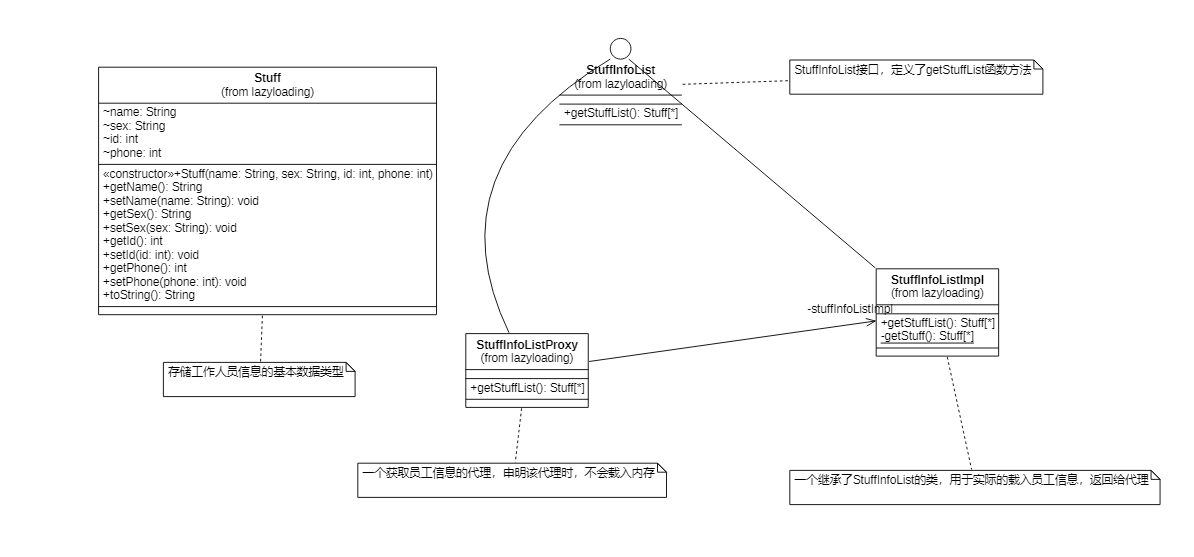 StuffInfoList
(from lazyloading)
+getStuffList(): Stuff[*]
StuffInfoList接口，定义了getStuffList函数方法
Stuff
(from lazyloading)
~name: String
~sex: String
~id: int
~phone: int
«constructor»+Stuff(name: String, sex: String, id: int, phone: int)
+getName(): String
+setName(name: String): void
+getSex(): String
+setSex(sex: String): void
+getId(): int
+setId(id: int): void
+getPhone(): int
+setPhone(phone: int): void
+toString(): String
存储工作人员信息的基本数据类型
StuffInfoListImpl
(from lazyloading)
-stuffInfoListImpl
+getStuffList(): Stuff[*]
-getStuff(): Stuff[*]
StuffInfoListProxy
(from lazyloading)
+getStuffList(): Stuff[*]
一个获取员工信息的代理，申明该代理时，不会载入内存
一个继承了StuffInfoList的类，用于实际的载入员工信息，返回给代理